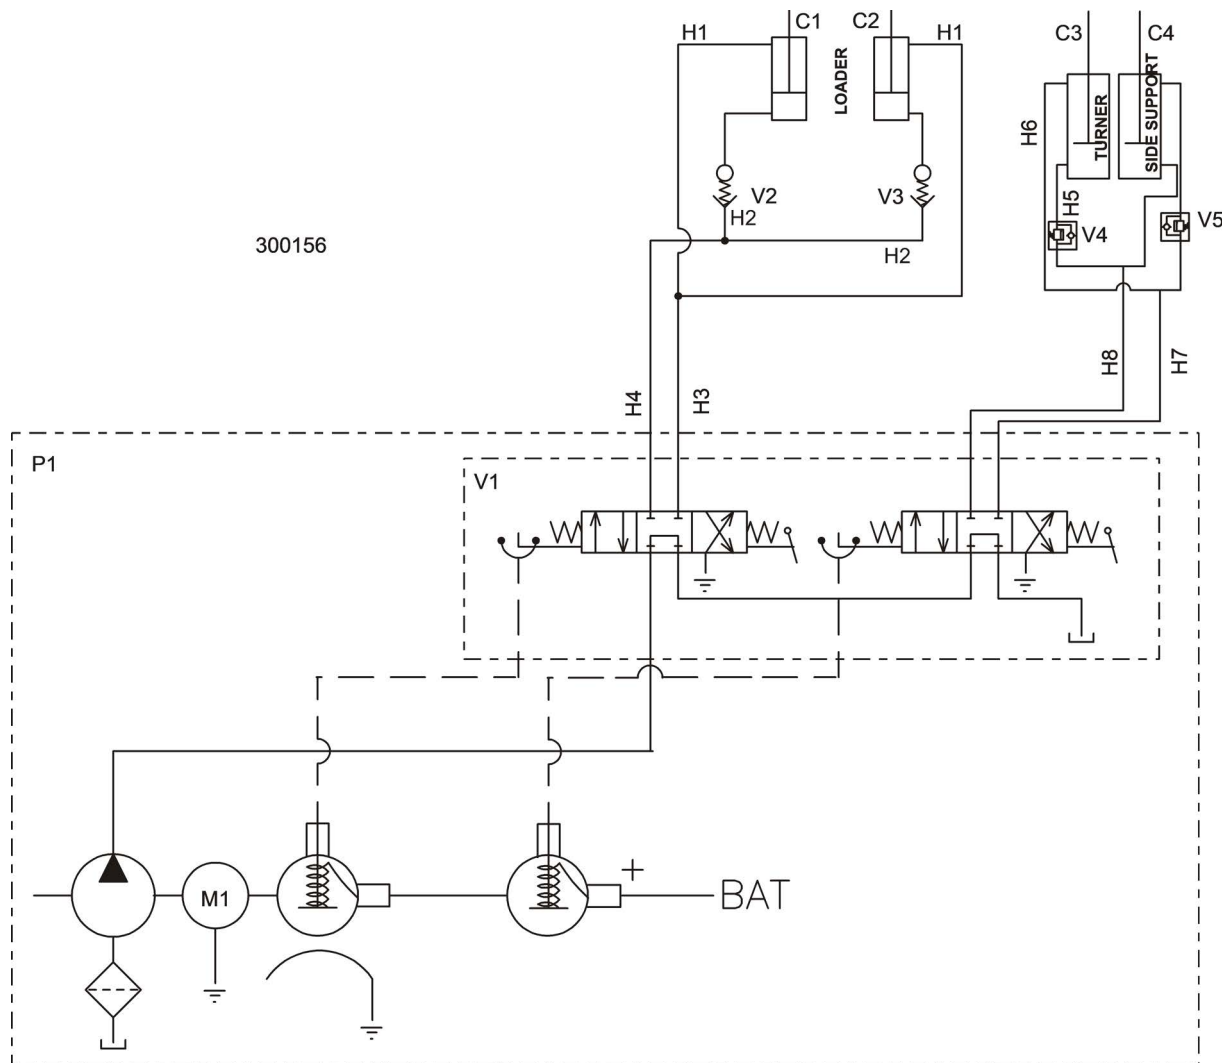 H1
C1
C2
H1
LOADER
V2
H2
V3
H2
C3
C4
H6
TURNER
SIDE SUPPORT
H5
V4
V5
300156
H4
H3
H8
H7
P1
V1
M1
+
BAT